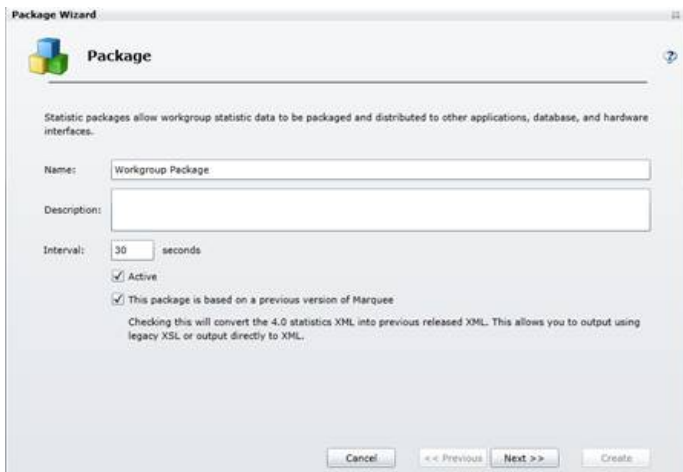 Package Wizard
Package
Statistic packages allow workgroup statistic data to be packaged and distributed to other applications, database, and hardware
interfaces.
Name: Workgroup Package
Description:
Interval: 30 seconds
Active
This package is based on a previous version of Marquee
Checking this will convert the 4.0 statistics XML into previous released XML. This allows you to output using
legacy XSL or output directly to XML.
Cancel << Previous Next >> Create